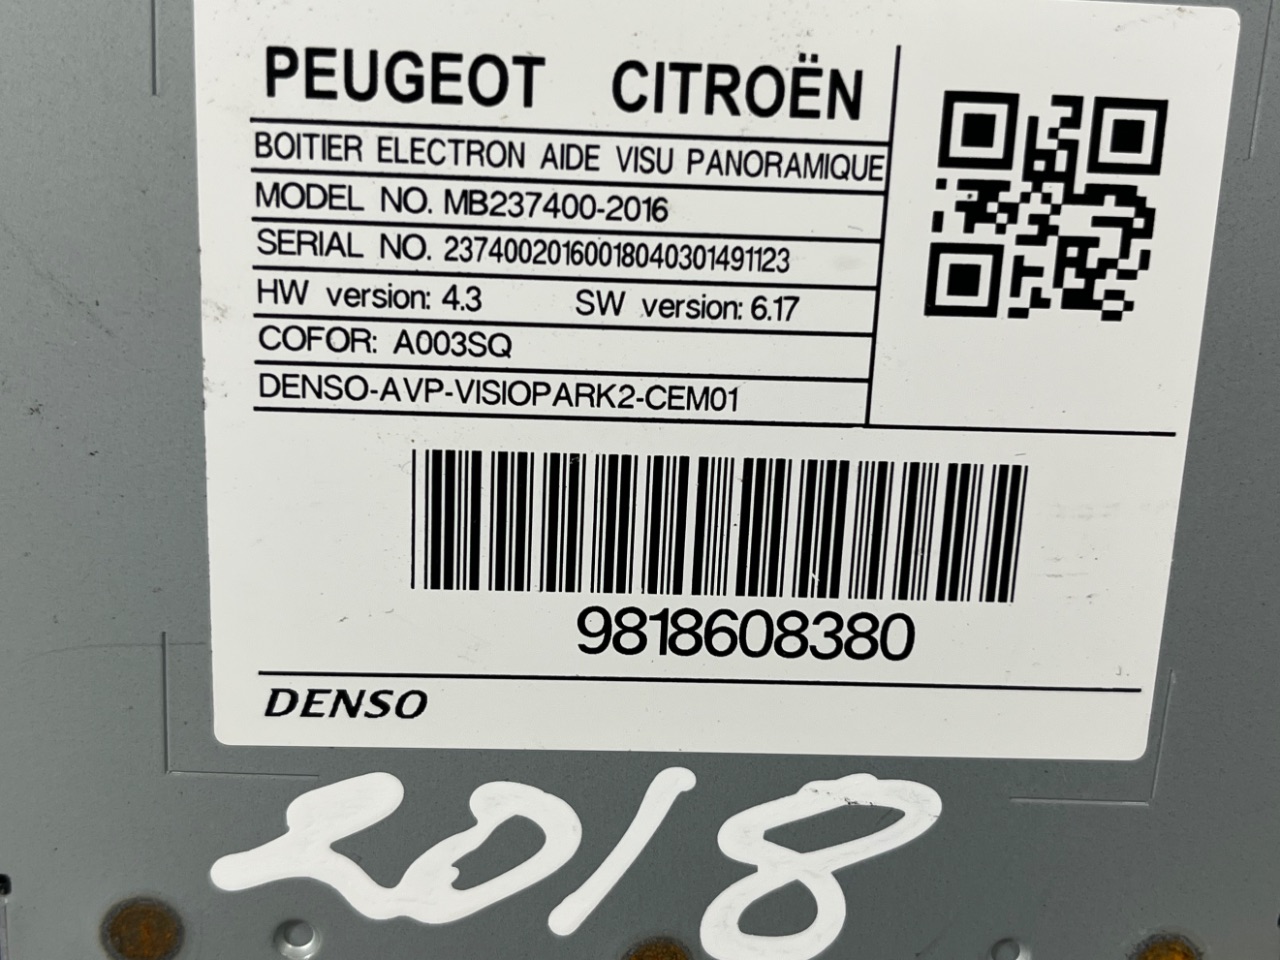 PEUGEOT CITROËN
BOITIER ELECTRON AIDE VISU PANORAMIQUE
MODEL NO. MB237400-2016
SERIAL NO. 23740020160018040301491123
HW version: 4.3 SW version: 6.17
COFOR: A003SQ
DENSO-AVP-VISIOPARK2-CEM01
9818608380
DENSO
2018